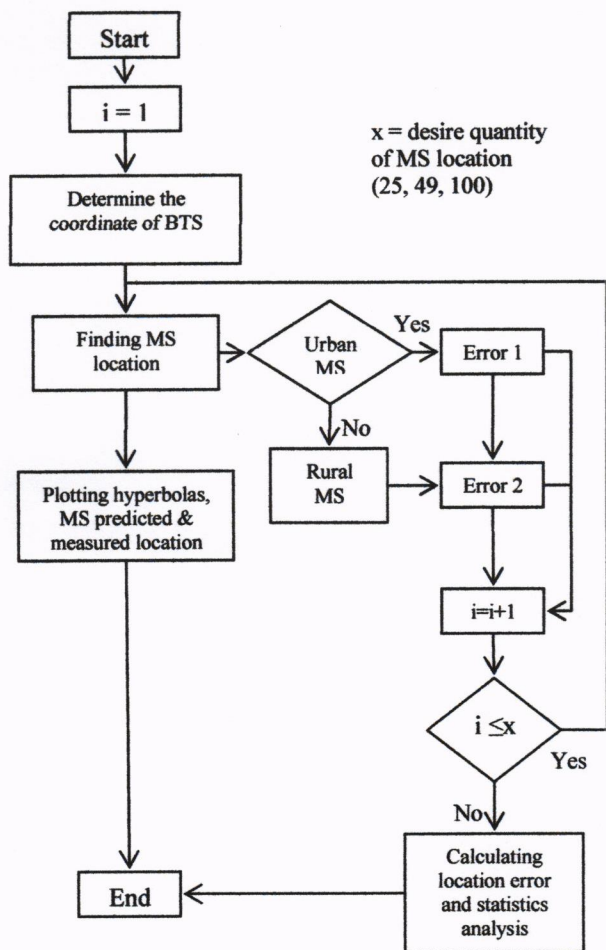 Start
i = 1
x = desire quantity
of MS location
(25, 49, 100)
Determine the
coordinate of BTS
Finding MS
location
Urban
MS
Yes
Error 1
No
Rural
MS
Error 2
Plotting hyperbolas,
MS predicted &
measured location
i=i+1
i ≤x
Yes
No
Calculating
location error
and statistics
analysis
End